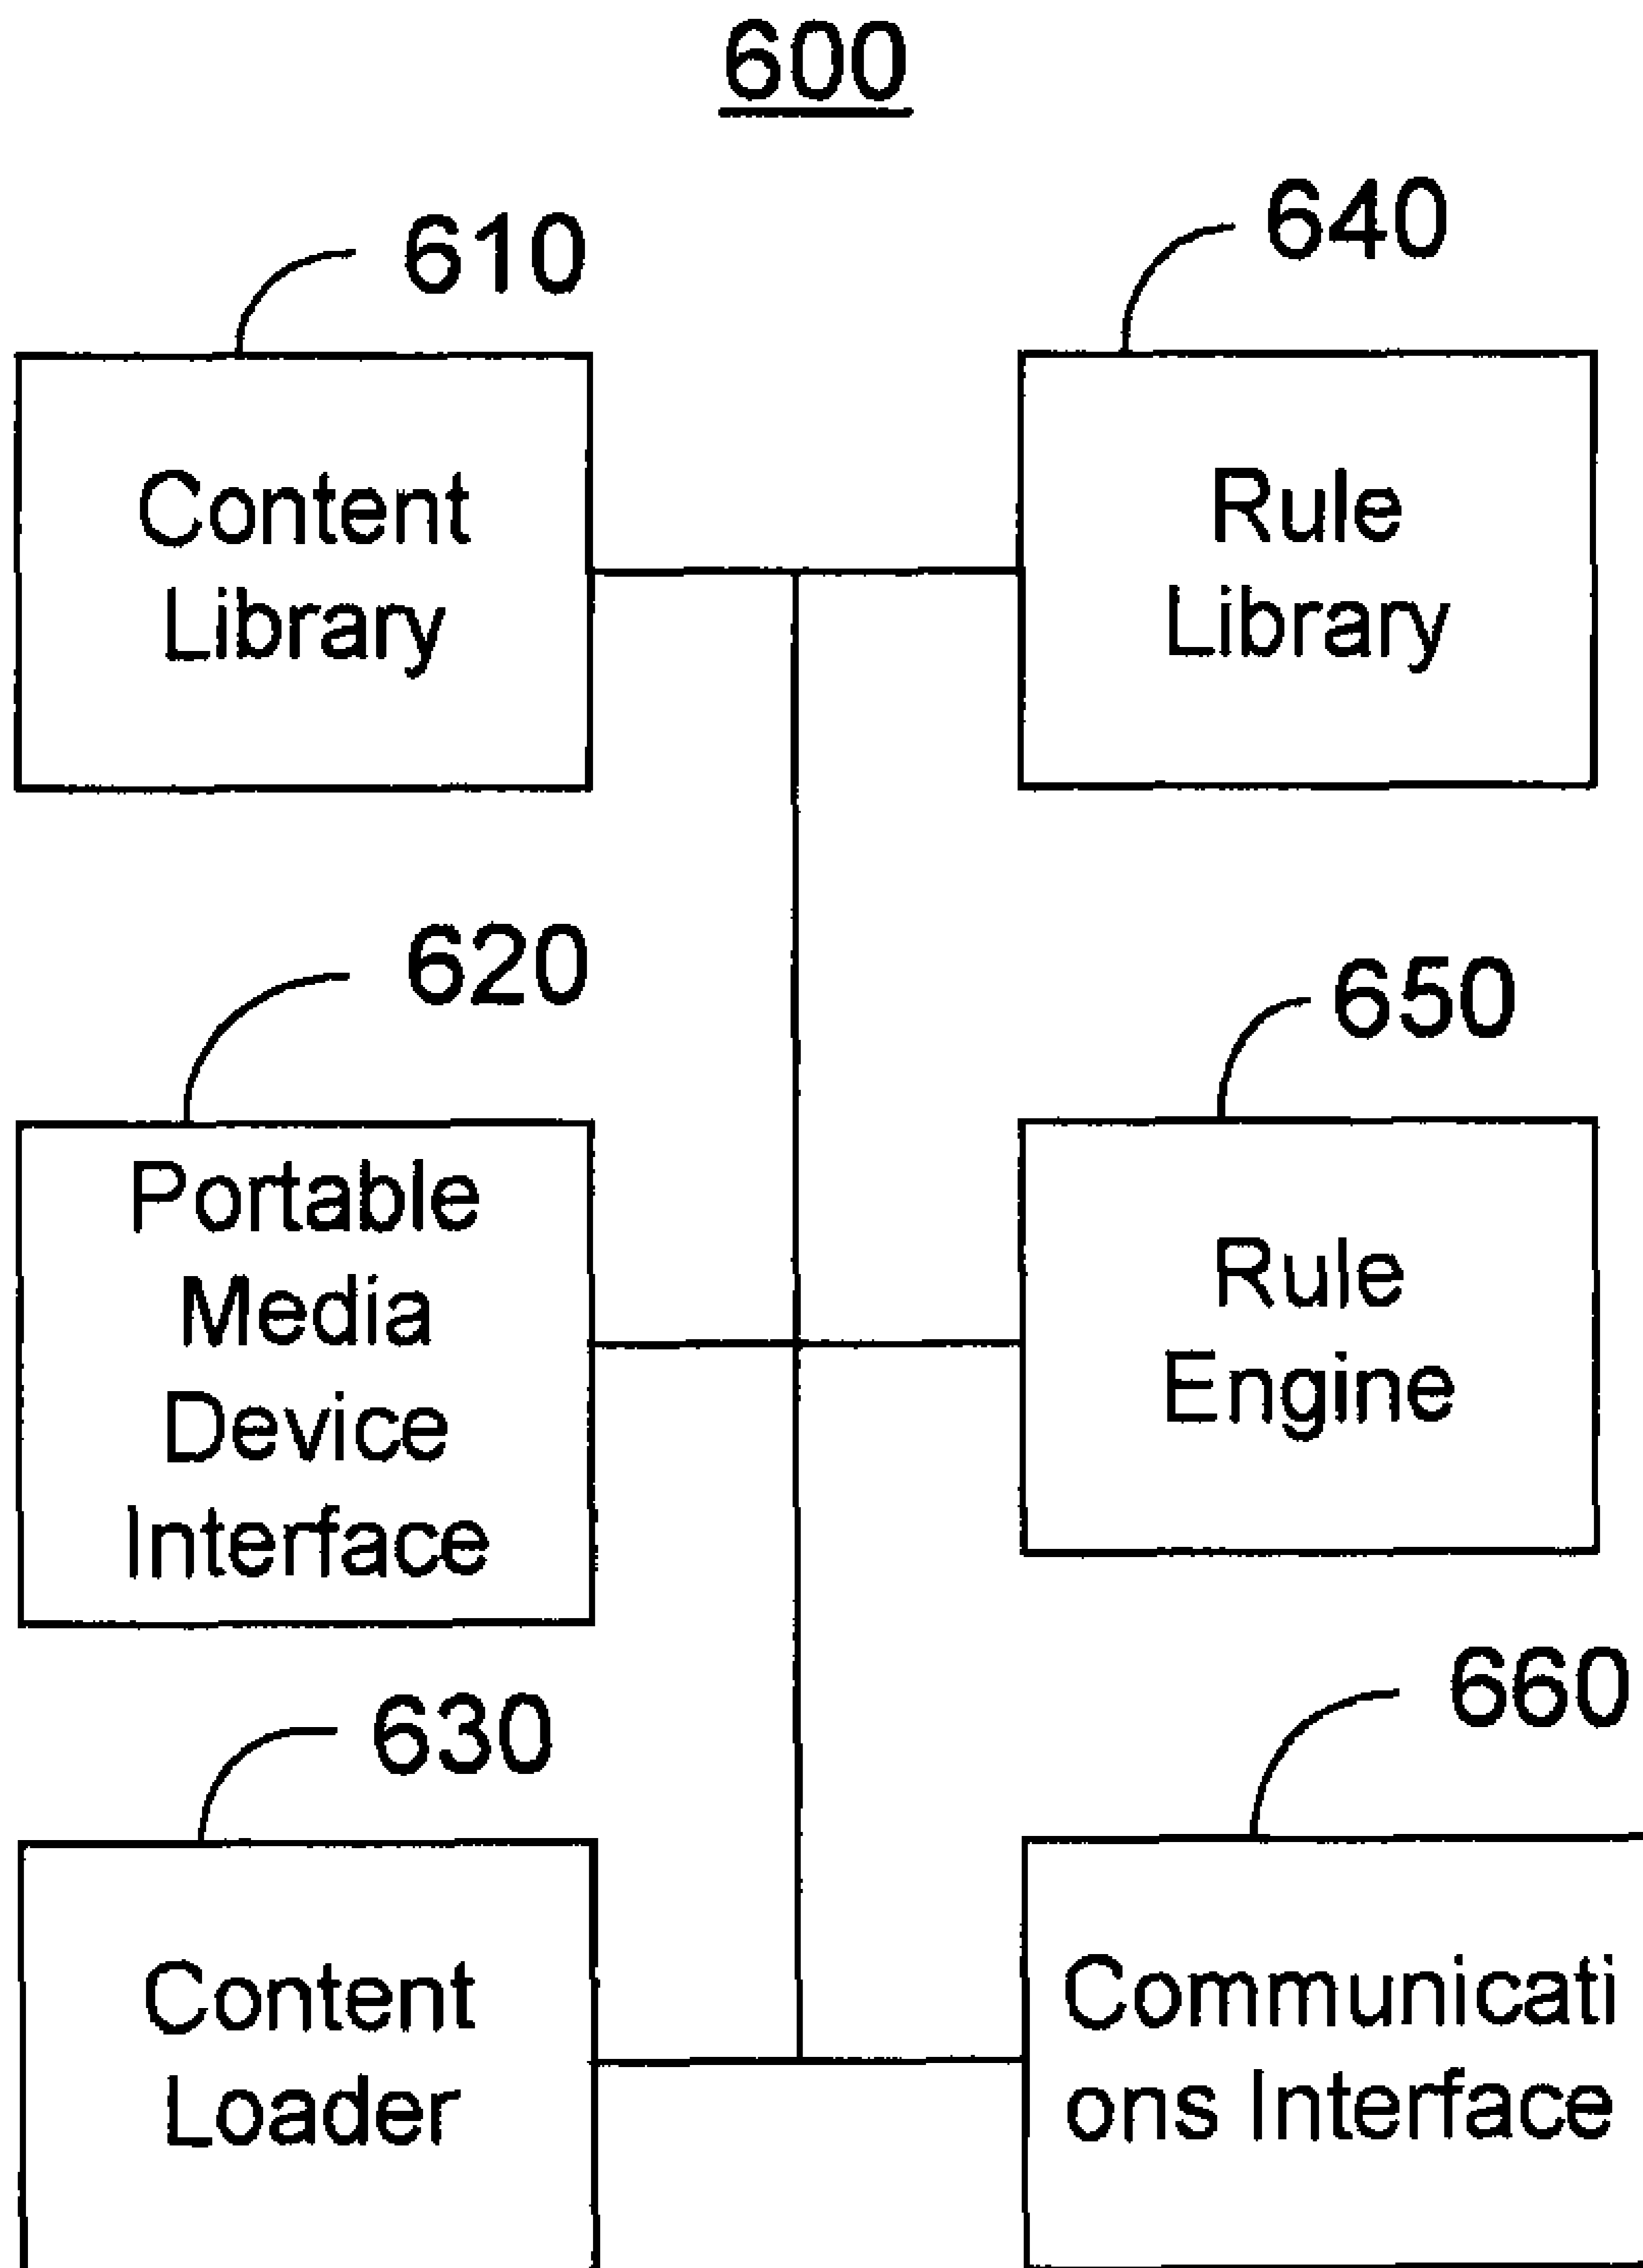 600
610
Content
Library
640
Rule
Library
620
Portable
Media
Device
Interface
650
Rule
Engine
630
Content
Loader
660
Communicati
ons Interface